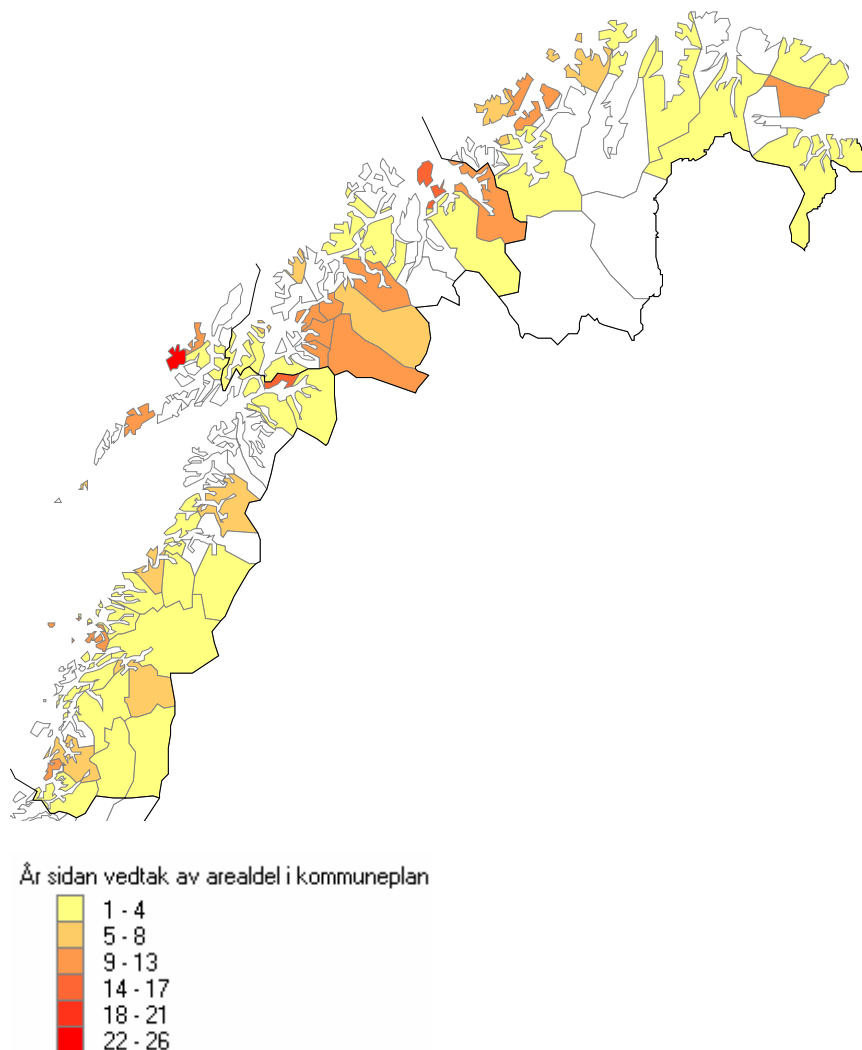 År sidan vedtak av arealdel i kommuneplan
1 - 4
5 - 8
9 - 13
14 - 17
18 - 21
22 - 26